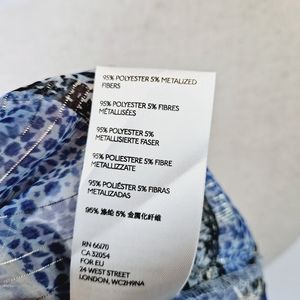 95% POLYESTER 5% METALIZED
FIBERS
95% POLYESTER 5% FIBRES
MÉTALLISÉES
95% POLYESTER 5%
METALLISIERTE FASER
95% POLIESTERE 5% FIBRE
METALLIZZATE
95% POLIÉSTER 5% FIBRAS
METALIZADAS
95% 涤纶 5% 金属化纤维
RN 66170
CA 32054
FOR EU
24 WEST STREET
LONDON, WC2H9NA